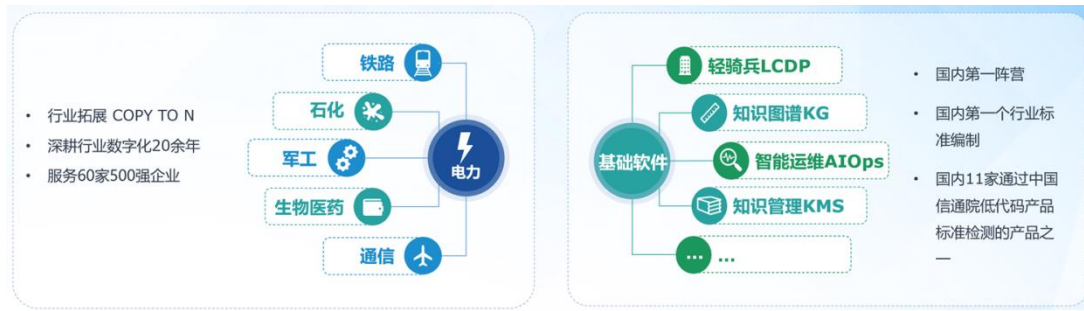 • 行业拓展 COPY TO N
• 深耕行业数字化20余年
• 服务60家500强企业
铁路
石化
军工
生物医药
通信
电力
基础软件
轻骑兵LCDP
知识图谱KG
智能运维AIOps
知识管理KMS
... ...
• 国内第一阵营
• 国内第一个行业标
准编制
• 国内11家通过中国
信通院低代码产品
标准检测的产品之
一